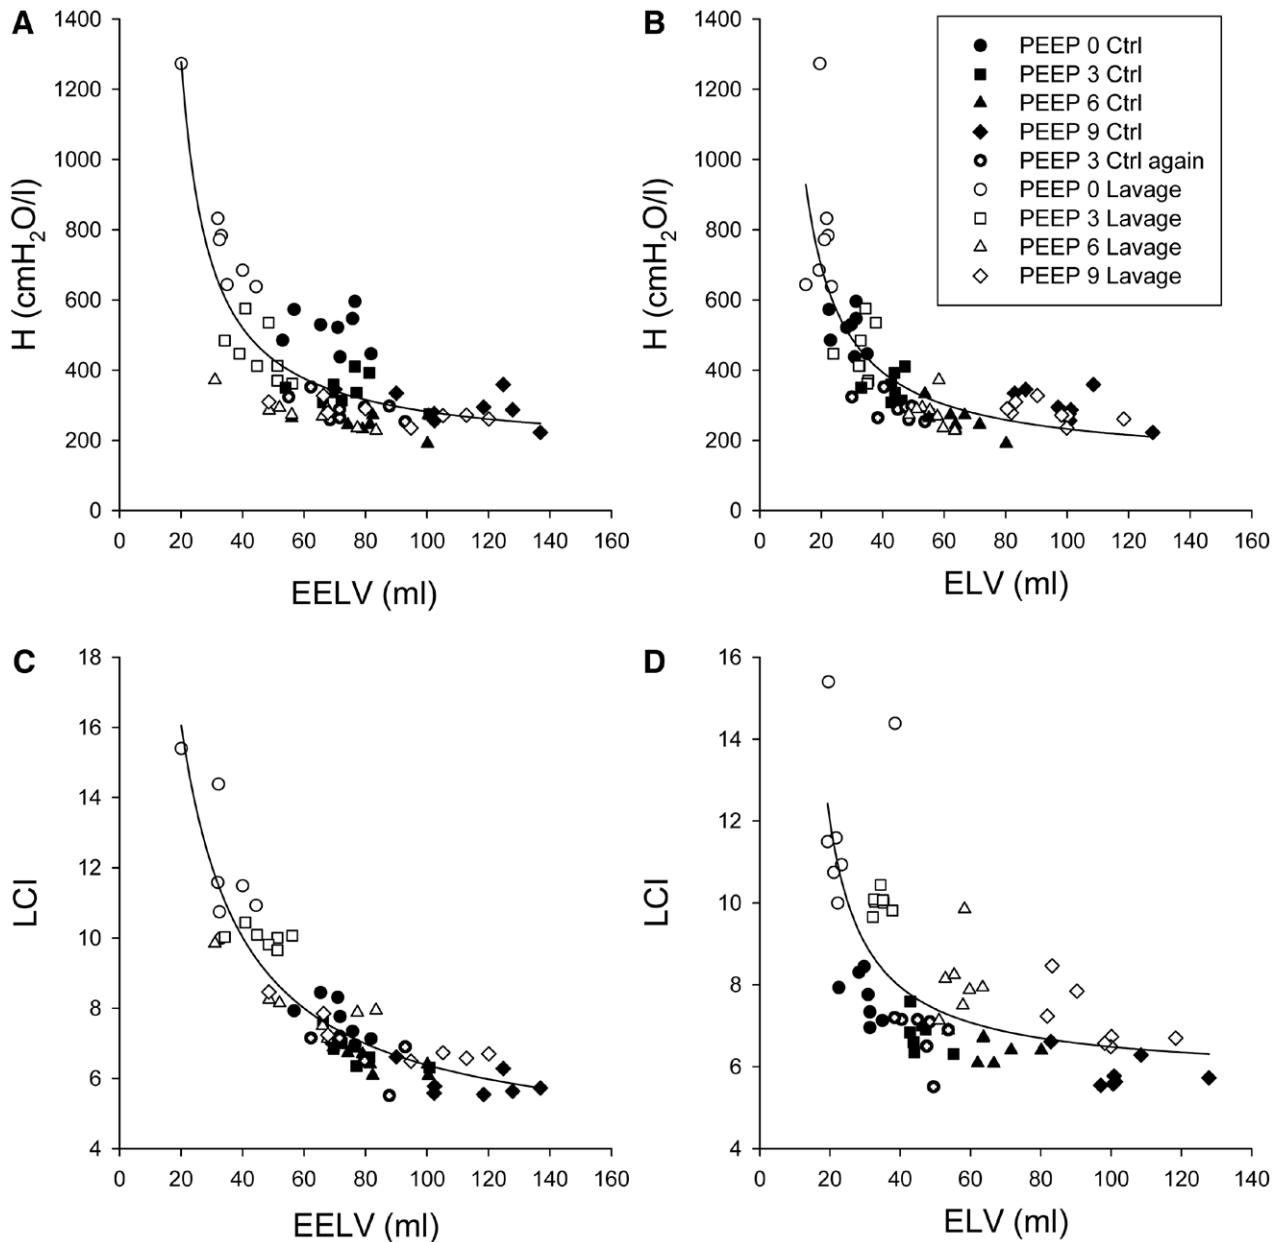 A
1400
1200
1000
800
600
400
200
0
H (cmH2O/l)
0 20 40 60 80 100 120 140 160
EELV (ml)
B
1400
1200
1000
800
600
400
200
0
H (cmH2O/l)
0 20 40 60 80 100 120 140 160
ELV (ml)
PEEP 0 Ctrl
PEEP 3 Ctrl
PEEP 6 Ctrl
PEEP 9 Ctrl
PEEP 3 Ctrl again
PEEP 0 Lavage
PEEP 3 Lavage
PEEP 6 Lavage
PEEP 9 Lavage
C
18
16
14
12
10
8
6
4
LCI
0 20 40 60 80 100 120 140 160
EELV (ml)
D
16
14
12
10
8
6
4
LCI
0 20 40 60 80 100 120 140
ELV (ml)